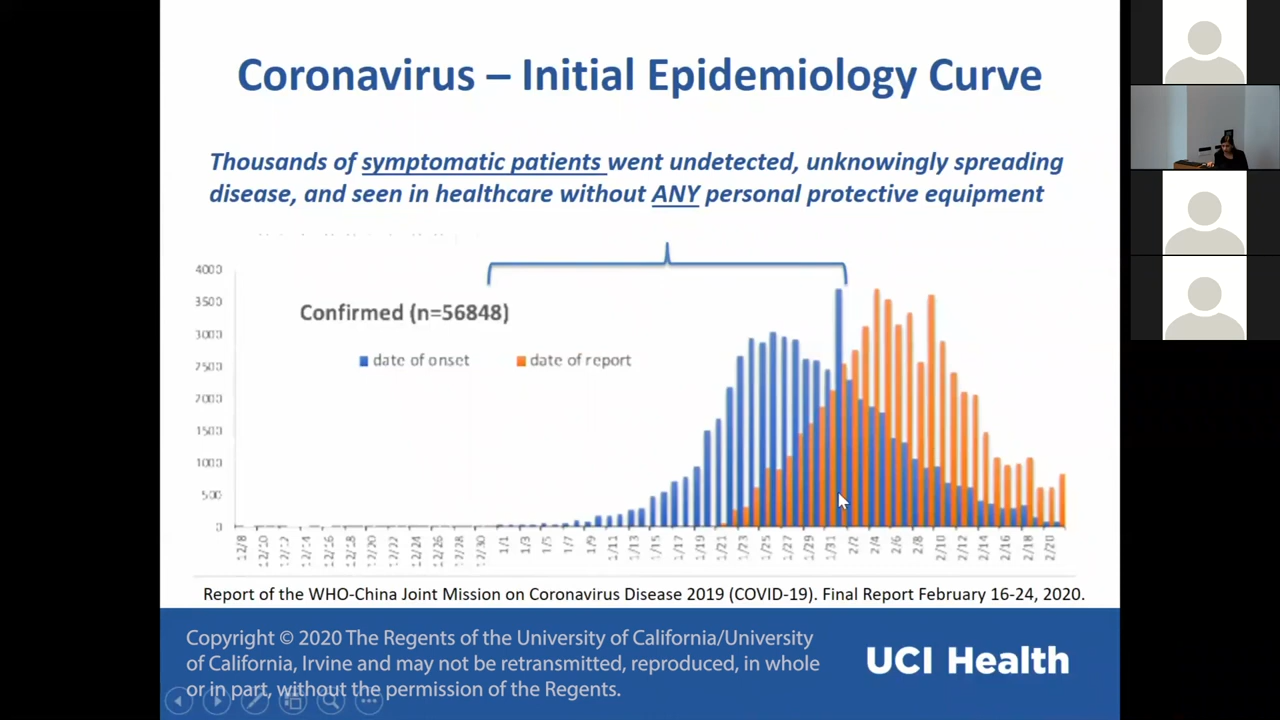 Coronavirus – Initial Epidemiology Curve
Thousands of symptomatic patients went undetected, unknowingly spreading
disease, and seen in healthcare without ANY personal protective equipment
4000
3500
3000
2500
2000
1500
1000
500
0
Confirmed (n=56848)
date of onset
date of report
12/8 12/10 12/12 12/14 12/16 12/18 12/20 12/22 12/24 12/26 12/28 12/30 1/1 1/3 1/5 1/7 1/9 1/11 1/13 1/15 1/17 1/19 1/21 1/23 1/25 1/27 1/29 1/31 2/2 2/4 2/6 2/8 2/10 2/12 2/14 2/16 2/18 2/20
Report of the WHO-China Joint Mission on Coronavirus Disease 2019 (COVID-19). Final Report February 16-24, 2020.
Copyright © 2020 The Regents of the University of California/University
of California, Irvine and may not be retransmitted, reproduced, in whole
or in part, without the permission of the Regents.
UCI Health